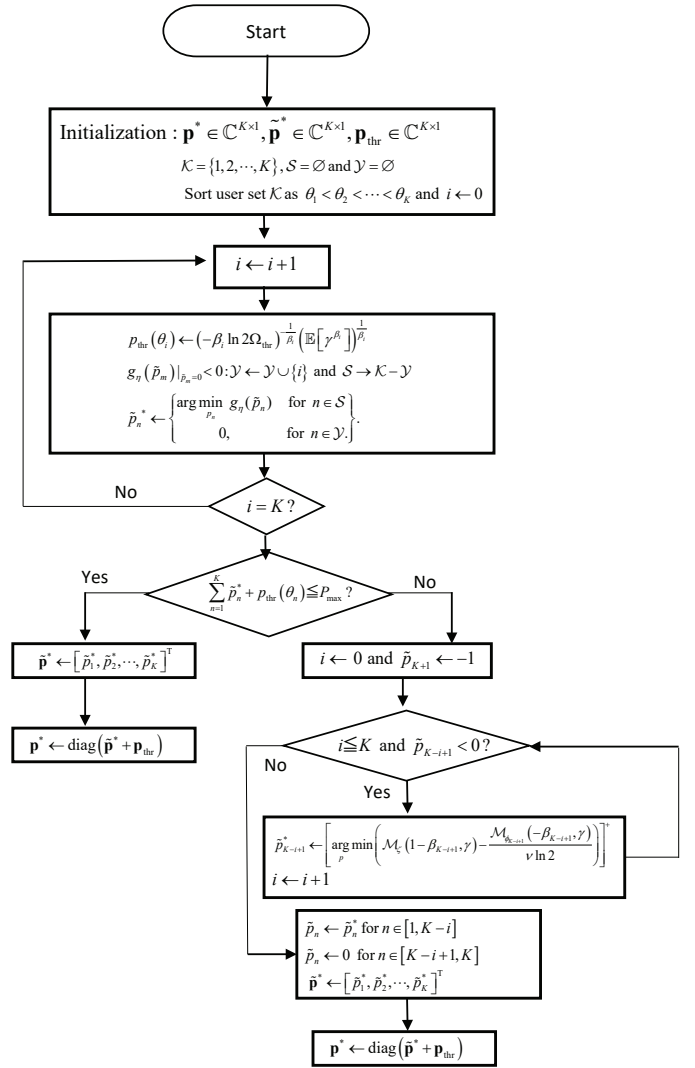 Start
Initialization : p* ∈ ℂ^{K×1}, p̃* ∈ ℂ^{K×1}, p_thr ∈ ℂ^{K×1}
𝒦 = {1,2,⋯,K}, 𝒮 = ∅ and 𝒴 = ∅
Sort user set 𝒦 as θ_1 < θ_2 < ⋯ < θ_K and i ← 0
i ← i+1
p_thr(θ_i) ← (−β_i ln 2Ω_thr)^{−1/β_i} (𝔼[γ^{β_i}])^{1/β_i}
g_η(p̃_m)|_{p̃_m=0} < 0 : 𝒴 ← 𝒴 ∪ {i} and 𝒮 → 𝒦 − 𝒴
p̃_n* ← { arg min_{p_n} g_η(p̃_n) for n ∈ 𝒮
0, for n ∈ 𝒴. }.
No
i = K ?
Yes
∑_{n=1}^{K} p̃_n* + p_thr(θ_n) ≦ P_max ?
No
p̃* ← [p̃_1*, p̃_2*, ⋯, p̃_K*]^T
i ← 0 and p̃_{K+1} ← −1
p* ← diag(p̃* + p_thr)
i ≦ K and p̃_{K−i+1} < 0 ?
No
Yes
p̃*_{K−i+1} ← [arg min_p (ℳ_ζ(1−β_{K−i+1}, γ) − ℳ_{ϕ_{K−i+1}}(−β_{K−i+1}, γ) / (ν ln 2))]^+
i ← i+1
p̃_n ← p̃_n* for n ∈ [1, K−i]
p̃_n ← 0 for n ∈ [K−i+1, K]
p̃* ← [p̃_1*, p̃_2*, ⋯, p̃_K*]^T
p* ← diag(p̃* + p_thr)